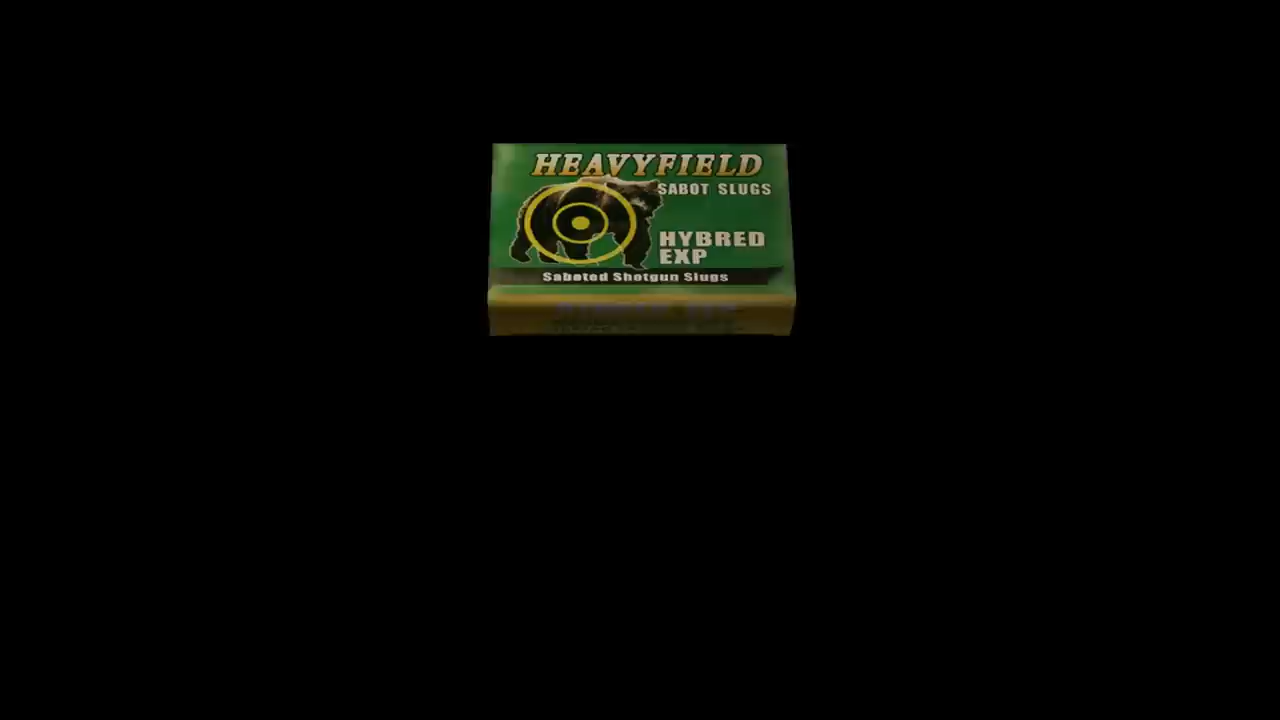 HEAVYFIELD
SABOT SLUGS
HYBRED
EXP
Saboted Shotgun Slugs